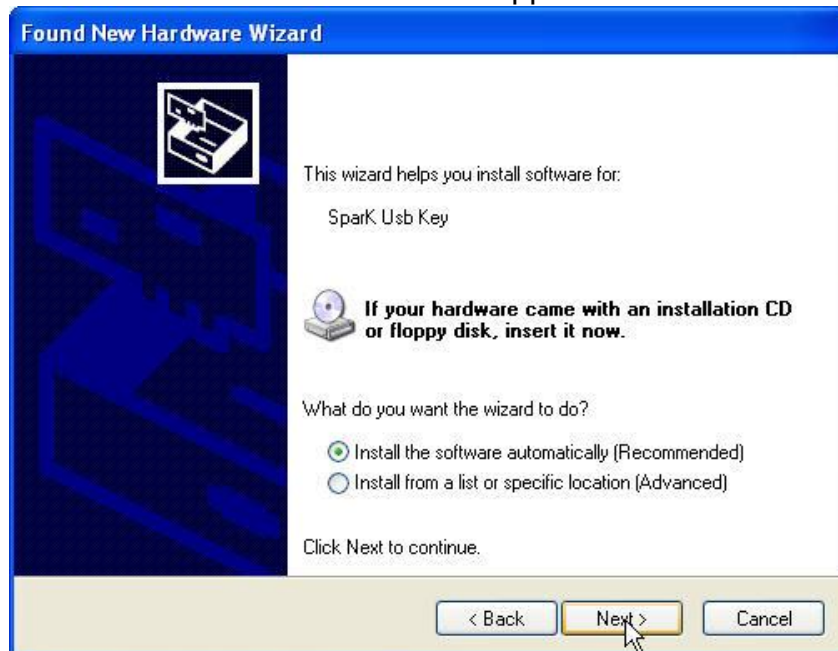 Found New Hardware Wizard
This wizard helps you install software for:
SparK Usb Key
If your hardware came with an installation CD
or floppy disk, insert it now.
What do you want the wizard to do?
Install the software automatically (Recommended)
Install from a list or specific location (Advanced)
Click Next to continue.
< Back
Next >
Cancel